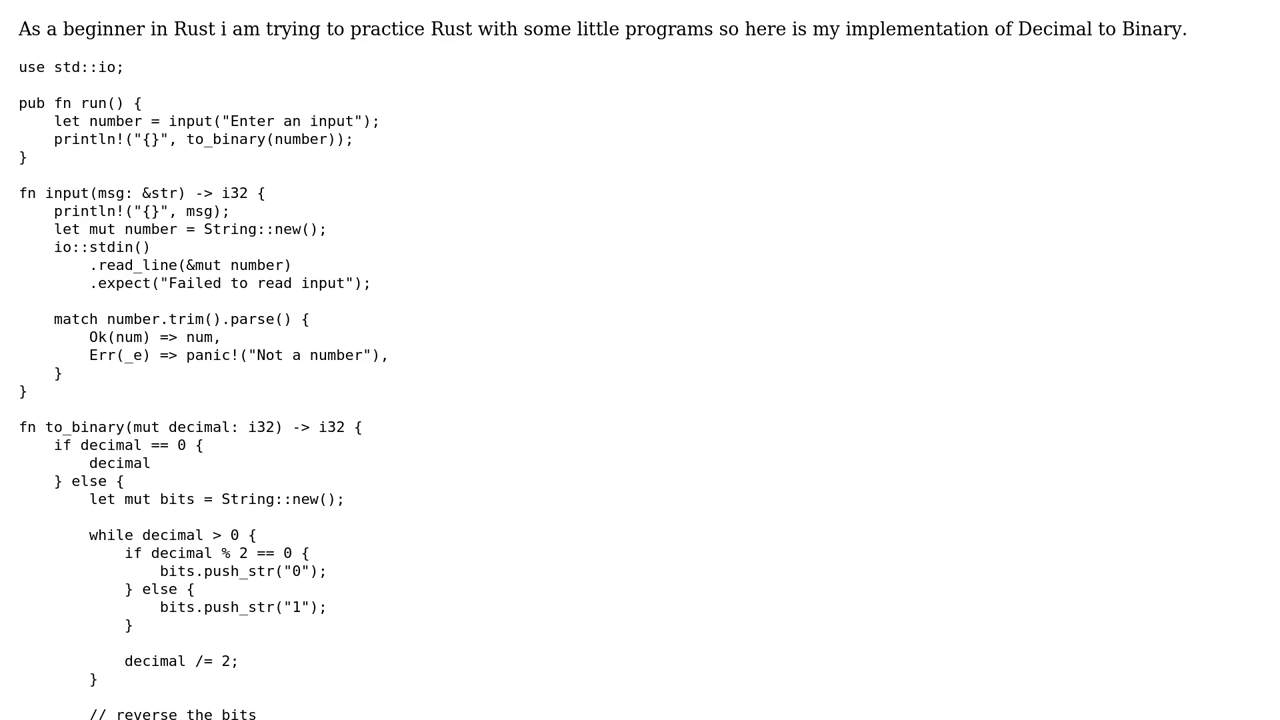 As a beginner in Rust i am trying to practice Rust with some little programs so here is my implementation of Decimal to Binary.
use std::io;
pub fn run() {
    let number = input("Enter an input");
    println!("{}", to_binary(number));
}
fn input(msg: &str) -> i32 {
    println!("{}", msg);
    let mut number = String::new();
    io::stdin()
        .read_line(&mut number)
        .expect("Failed to read input");
    match number.trim().parse() {
        Ok(num) => num,
        Err(_e) => panic!("Not a number"),
    }
}
fn to_binary(mut decimal: i32) -> i32 {
    if decimal == 0 {
        decimal
    } else {
        let mut bits = String::new();
        while decimal > 0 {
            if decimal % 2 == 0 {
                bits.push_str("0");
            } else {
                bits.push_str("1");
            }
            decimal /= 2;
        }
        // reverse the bits